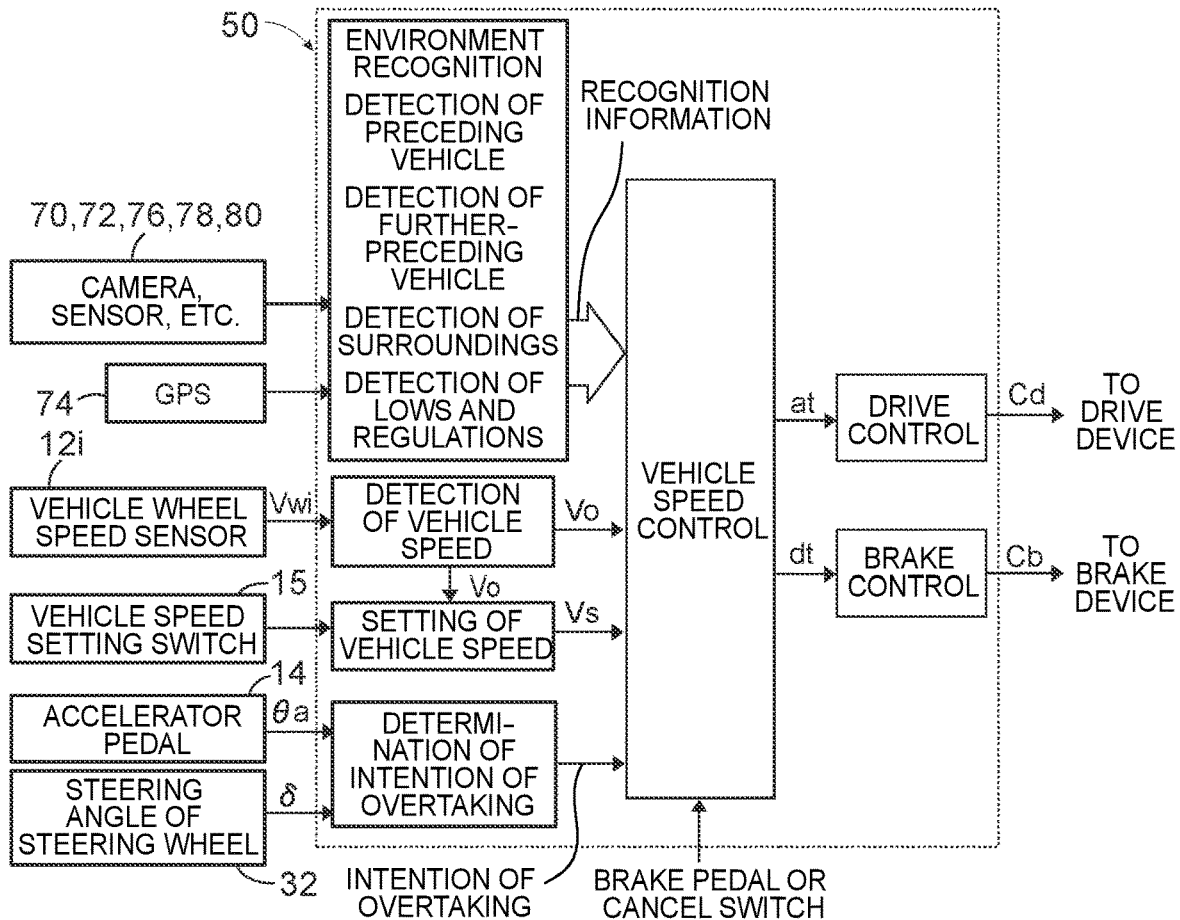 50
ENVIRONMENT
RECOGNITION
DETECTION OF
PRECEDING
VEHICLE
DETECTION OF
FURTHER-
PRECEDING
VEHICLE
DETECTION OF
SURROUNDINGS
DETECTION OF
LOWS AND
REGULATIONS
RECOGNITION
INFORMATION
70,72,76,78,80
CAMERA,
SENSOR, ETC.
74
GPS
12i
VEHICLE WHEEL
SPEED SENSOR
Vwi
DETECTION
OF VEHICLE
SPEED
Vo
Vo
15
VEHICLE SPEED
SETTING SWITCH
SETTING OF
VEHICLE SPEED
Vs
14
ACCELERATOR
PEDAL
θa
STEERING
ANGLE OF
STEERING WHEEL
δ
32
DETERMI-
NATION OF
INTENTION OF
OVERTAKING
INTENTION OF
OVERTAKING
VEHICLE
SPEED
CONTROL
BRAKE PEDAL OR
CANCEL SWITCH
at
DRIVE
CONTROL
Cd
TO
DRIVE
DEVICE
dt
BRAKE
CONTROL
Cb
TO
BRAKE
DEVICE